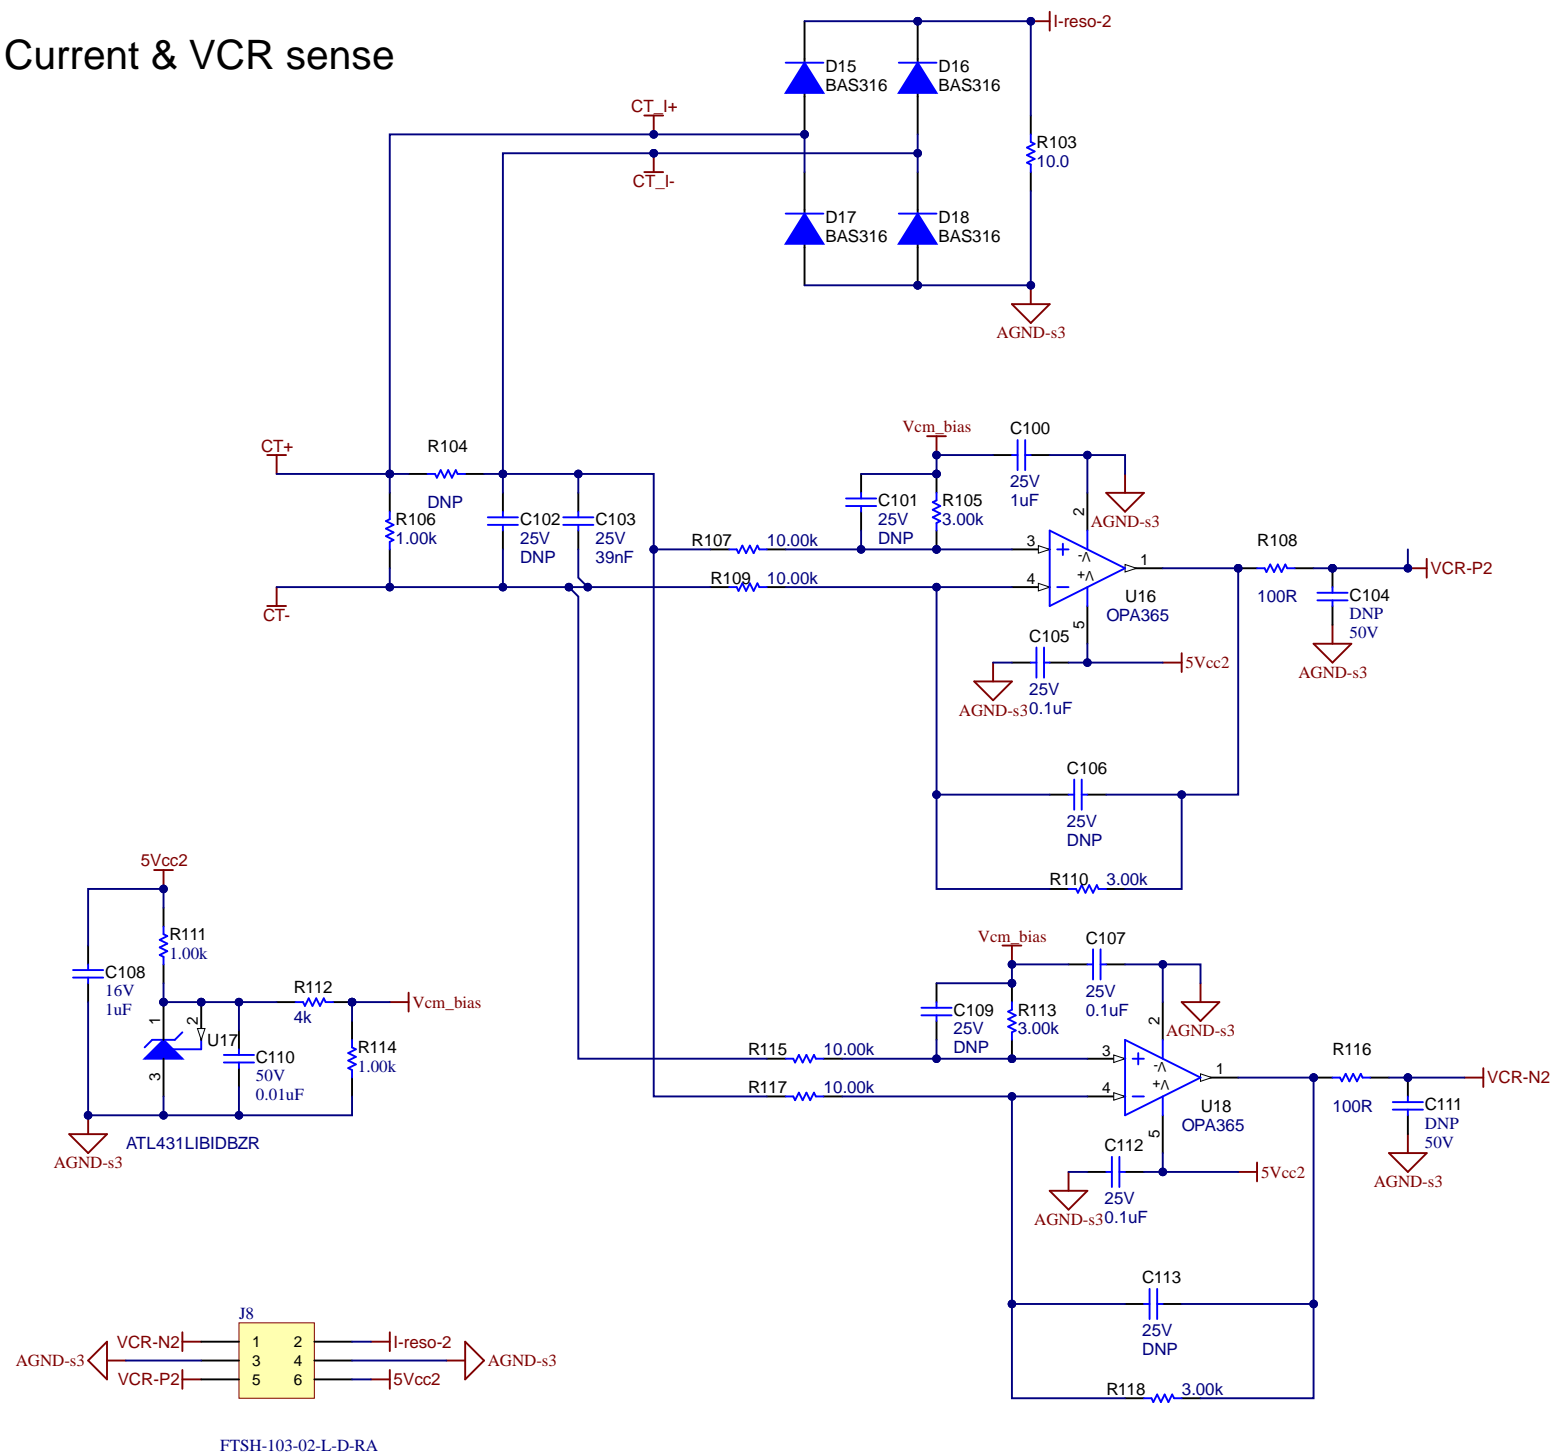 Current & VCR sense
I-reso-2
D15
BAS316
D16
BAS316
CT_I+
CT_I-
R103
10.0
D17
BAS316
D18
BAS316
AGND-s3
CT+
R104
DNP
R106
1.00k
C102
25V
DNP
C103
25V
39nF
CT-
Vcm_bias
C100
25V
1uF
AGND-s3
C101
25V
DNP
R105
3.00k
R107
10.00k
R109
10.00k
3
4
2
V-
V+
5
1
U16
OPA365
R108
100R
VCR-P2
C104
DNP
50V
AGND-s3
C105
25V
0.1uF
AGND-s3
5Vcc2
C106
25V
DNP
R110
3.00k
5Vcc2
R111
1.00k
C108
16V
1uF
R112
4k
Vcm_bias
1
2
3
U17
C110
50V
0.01uF
R114
1.00k
AGND-s3
ATL431LIBIDBZR
Vcm_bias
C107
25V
0.1uF
AGND-s3
C109
25V
DNP
R113
3.00k
R115
10.00k
R117
10.00k
3
4
2
V-
V+
5
1
U18
OPA365
R116
100R
VCR-N2
C111
DNP
50V
AGND-s3
C112
25V
0.1uF
AGND-s3
5Vcc2
C113
25V
DNP
R118
3.00k
J8
VCR-N2
1
2
I-reso-2
AGND-s3
3
4
AGND-s3
VCR-P2
5
6
5Vcc2
FTSH-103-02-L-D-RA